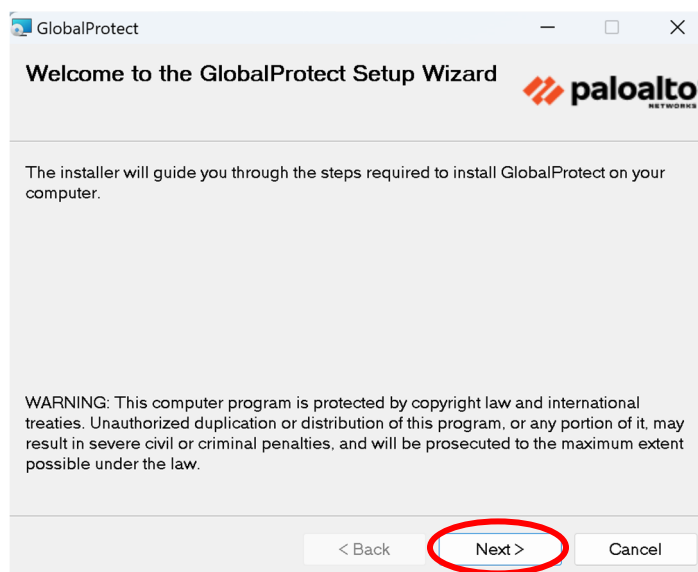 GlobalProtect
Welcome to the GlobalProtect Setup Wizard
paloalto
NETWORKS
The installer will guide you through the steps required to install GlobalProtect on your
computer.
WARNING: This computer program is protected by copyright law and international
treaties. Unauthorized duplication or distribution of this program, or any portion of it, may
result in severe civil or criminal penalties, and will be prosecuted to the maximum extent
possible under the law.
< Back Next > Cancel